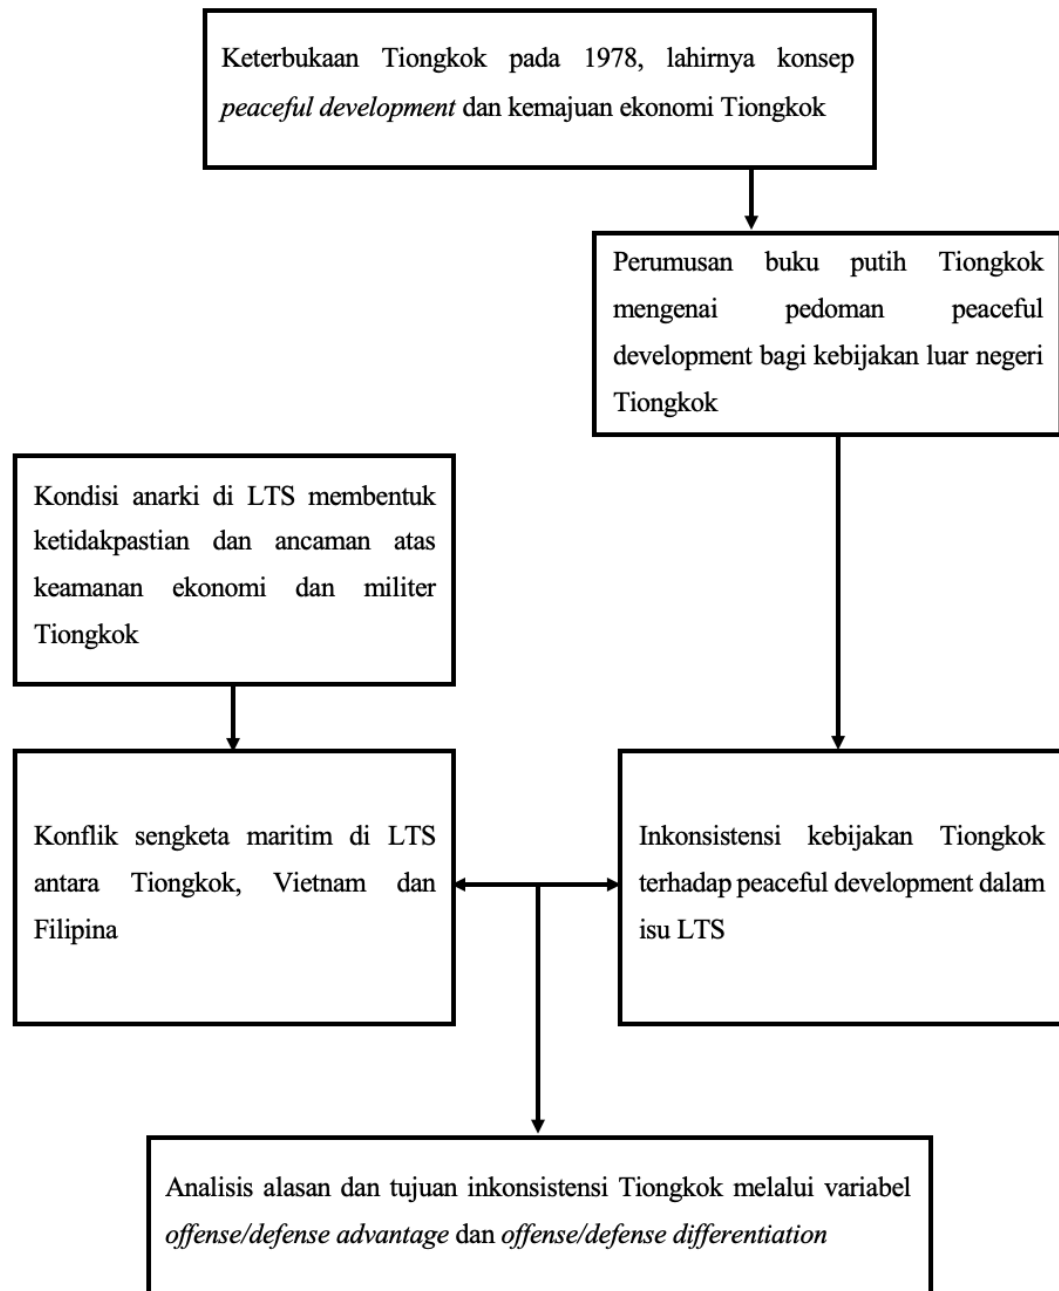 Keterbukaan Tiongkok pada 1978, lahirnya konsep
peaceful development dan kemajuan ekonomi Tiongkok
Perumusan buku putih Tiongkok
mengenai pedoman peaceful
development bagi kebijakan luar negeri
Tiongkok
Kondisi anarki di LTS membentuk
ketidakpastian dan ancaman atas
keamanan ekonomi dan militer
Tiongkok
Konflik sengketa maritim di LTS
antara Tiongkok, Vietnam dan
Filipina
Inkonsistensi kebijakan Tiongkok
terhadap peaceful development dalam
isu LTS
Analisis alasan dan tujuan inkonsistensi Tiongkok melalui variabel
offense/defense advantage dan offense/defense differentiation